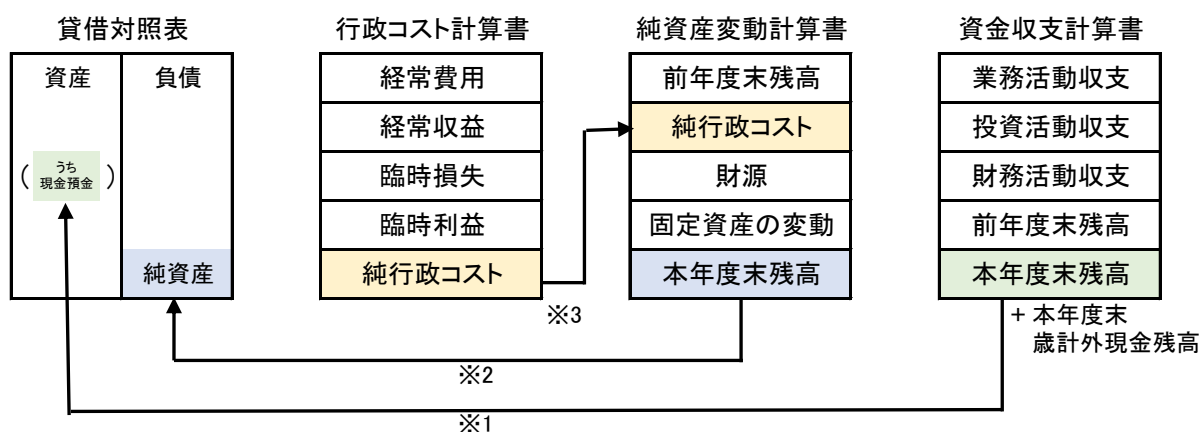 貸借対照表
資産
負債
(うち
現金預金)
純資産
行政コスト計算書
経常費用
経常収益
臨時損失
臨時利益
純行政コスト
純資産変動計算書
前年度末残高
純行政コスト
財源
固定資産の変動
本年度末残高
資金収支計算書
業務活動収支
投資活動収支
財務活動収支
前年度末残高
本年度末残高
+ 本年度末
歳計外現金残高
※3
※2
※1